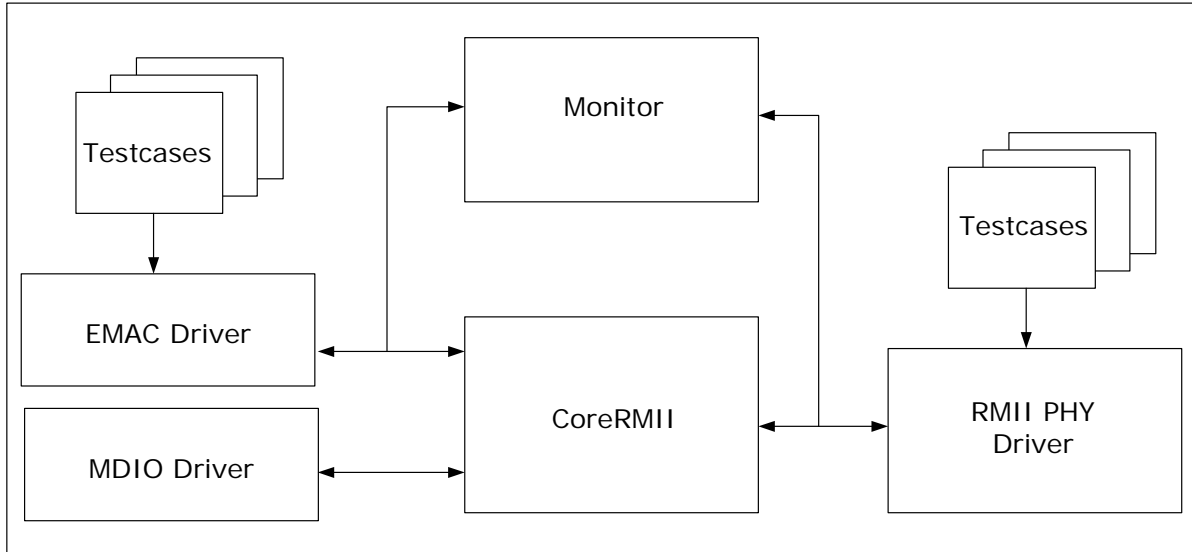 Monitor
Testcases
Testcases
EMAC Driver
CoreRMII
RMII PHY
Driver
MDIO Driver